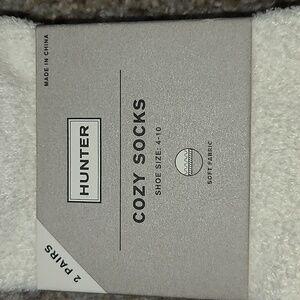 HUNTER
2 PAIRS
COZY SOCKS
SHOE SIZE: 4-10
SOFT FABRIC
MADE IN CHINA